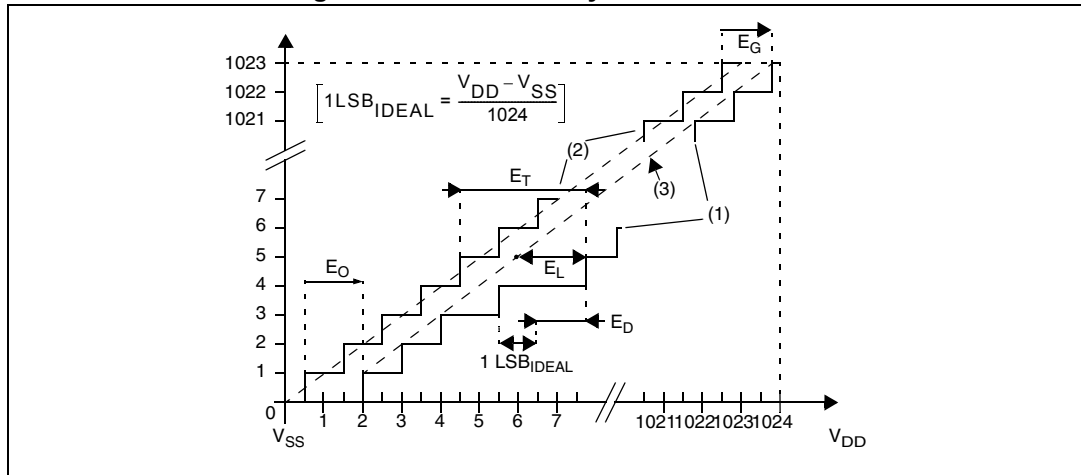 E_G
1023
1022
1021
[1LSB_IDEAL = (V_DD – V_SS) / 1024]
(2)
(3)
(1)
E_T
7
6
5
4
3
2
1
0
E_O
E_L
E_D
1 LSB_IDEAL
1 2 3 4 5 6 7 1021 1022 1023 1024
V_SS
V_DD